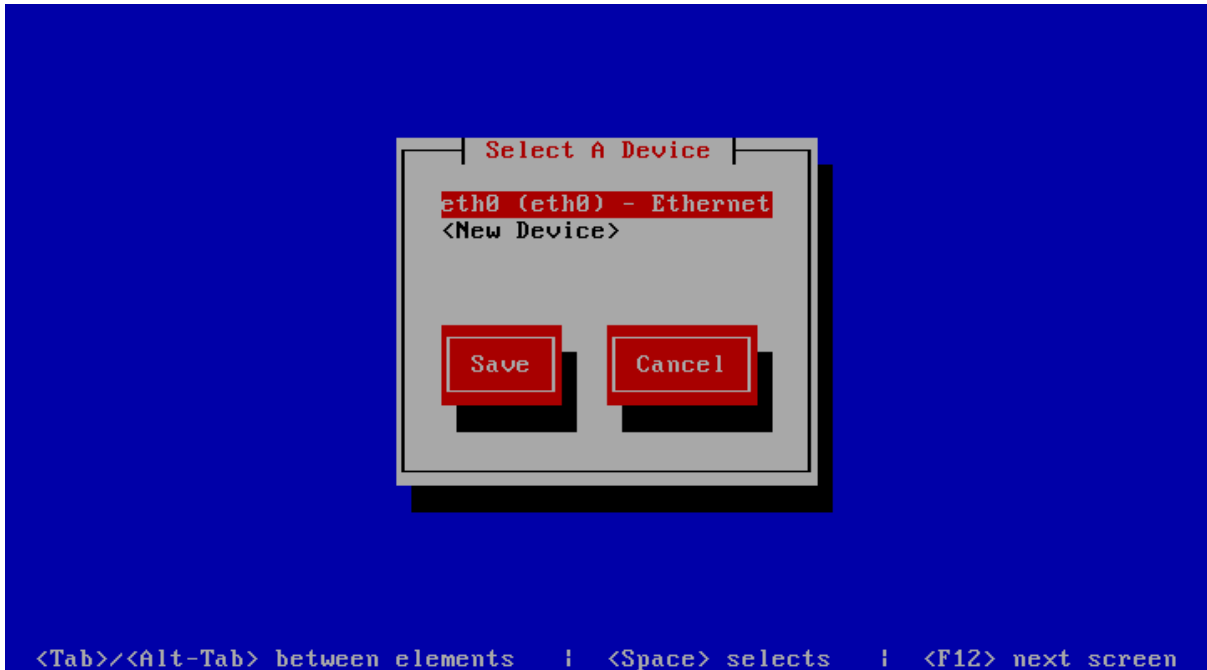 Select A Device
eth0 (eth0) - Ethernet
<New Device>
Save Cancel
<Tab>/<Alt-Tab> between elements | <Space> selects | <F12> next screen